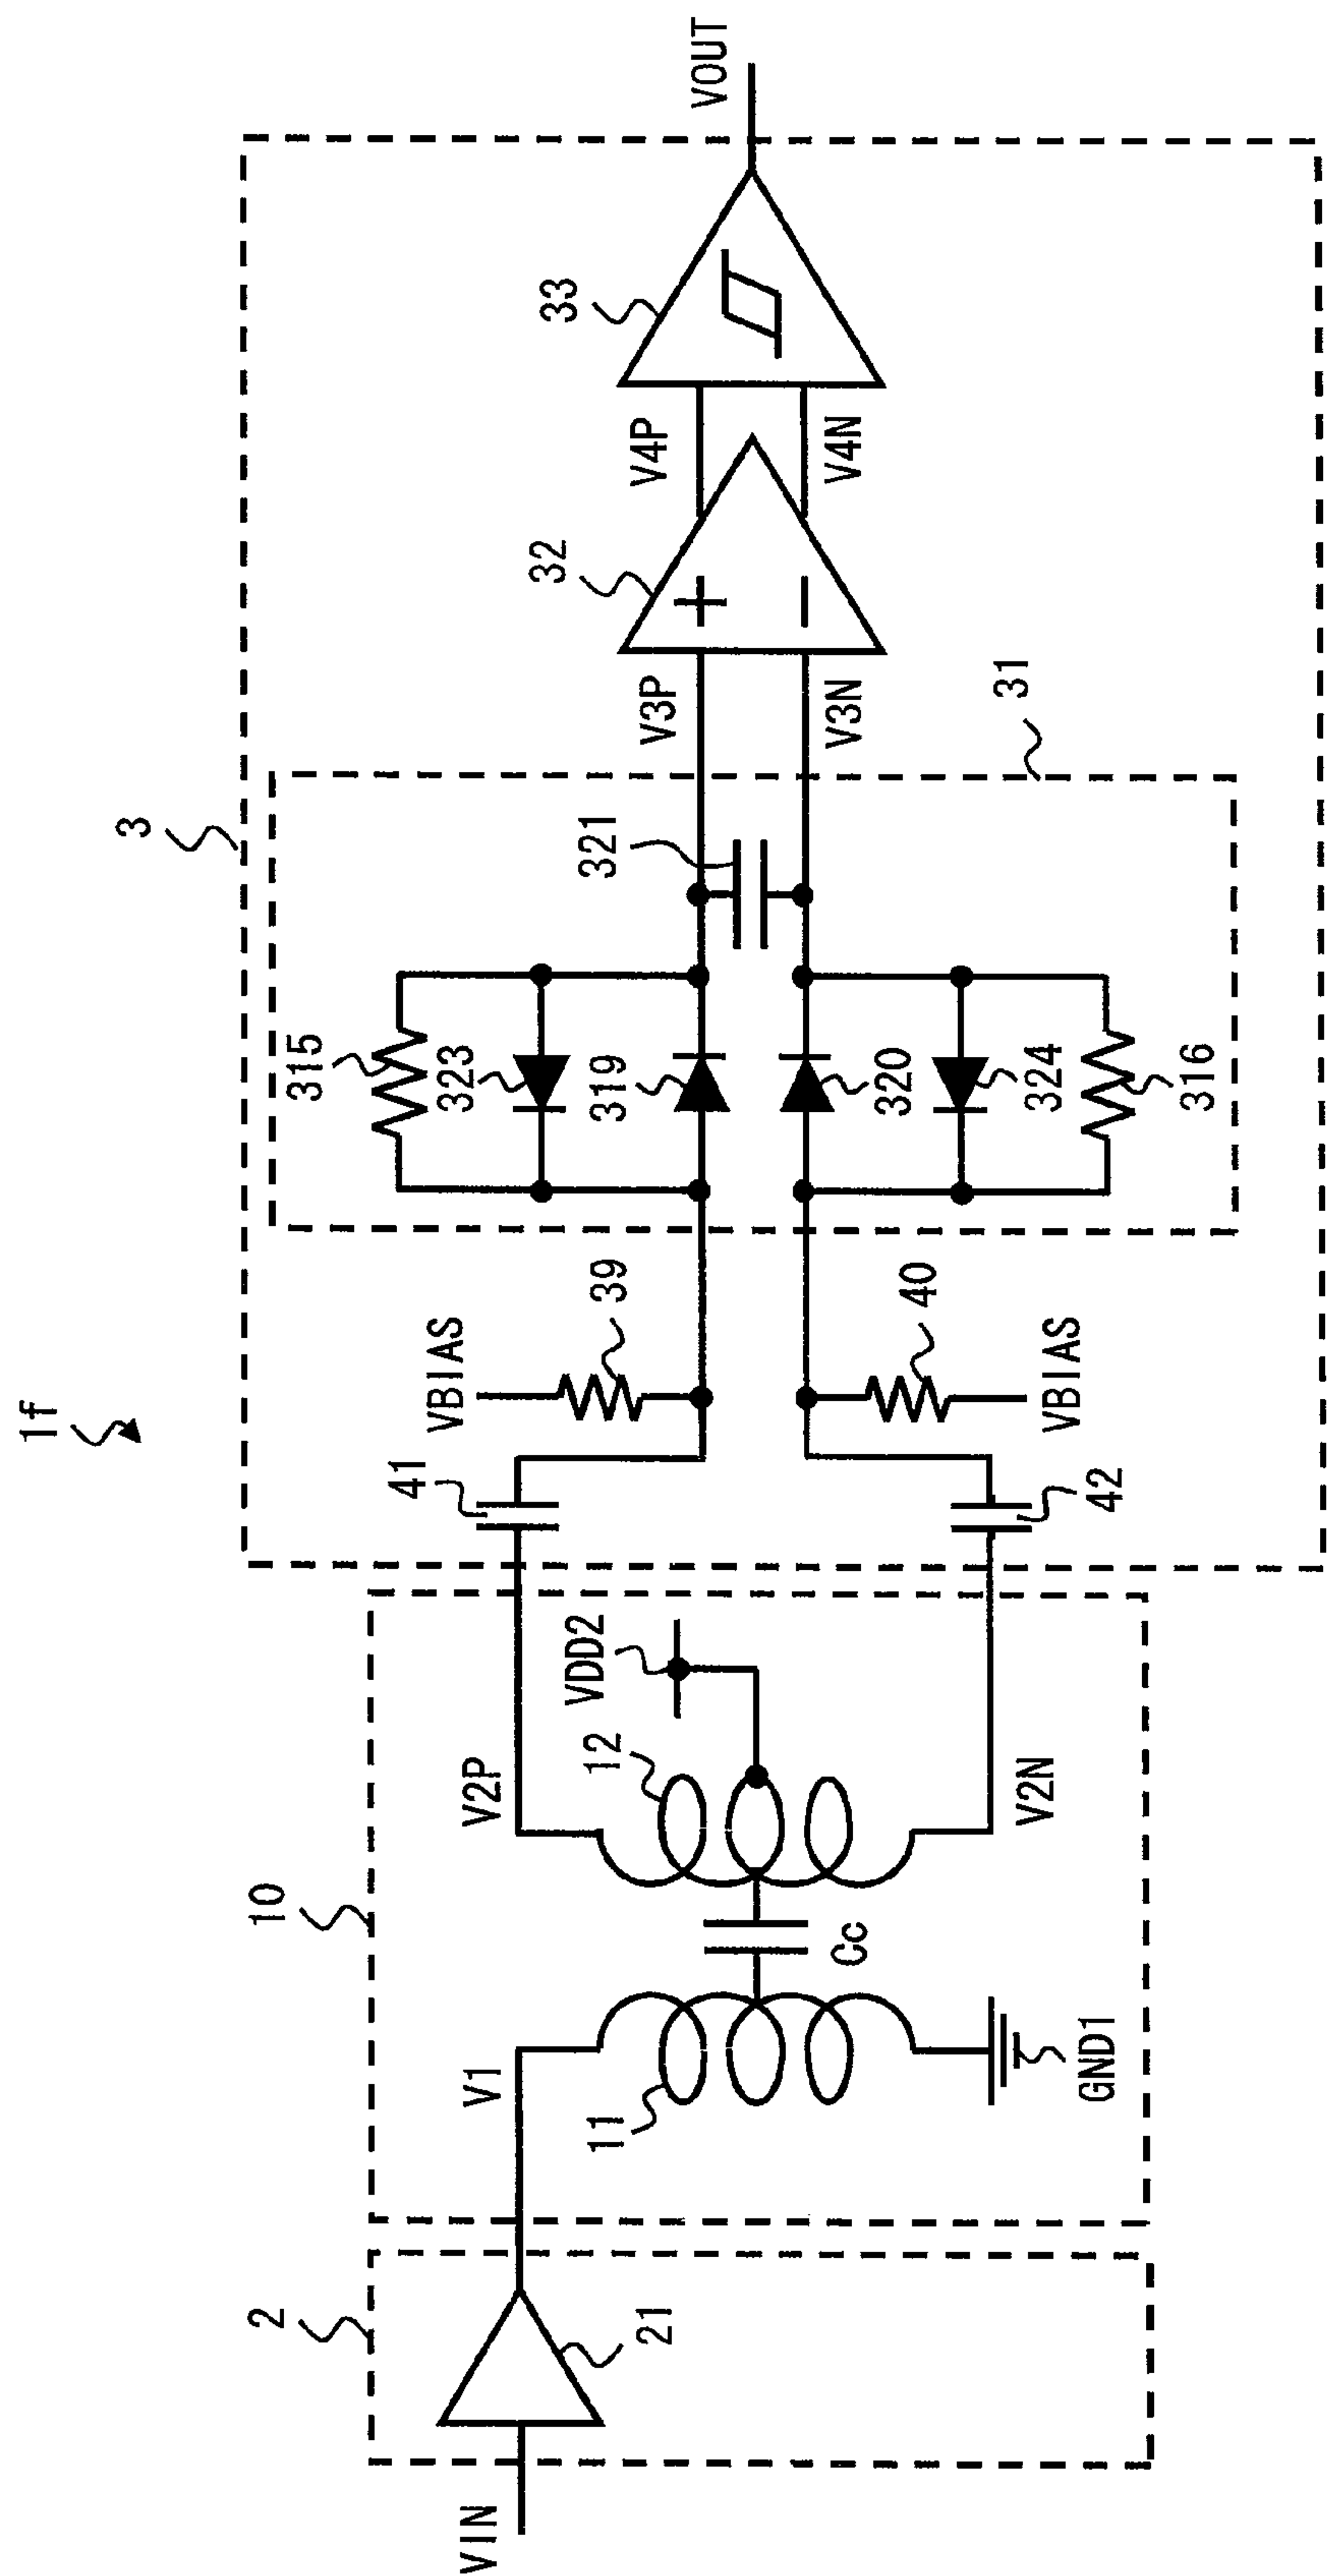 1f
3
31
10
2
VIN
21
V1
11
GND1
Cc
12
VDD2
V2P
V2N
41
42
VBIAS
39
40
VBIAS
315
323
319
320
324
316
321
V3P
V3N
32
V4P
V4N
33
VOUT